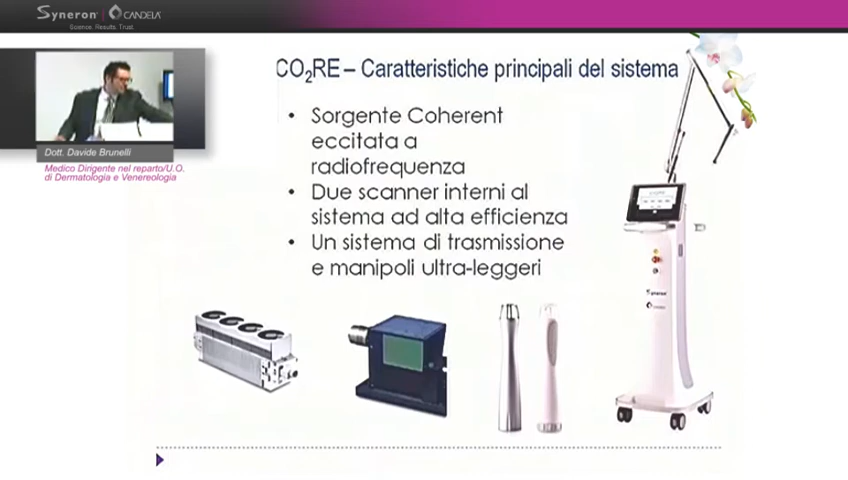 Syneron
CANDELA
Science. Results. Trust.
CO₂RE – Caratteristiche principali del sistema
Dott. Davide Brunelli
Medico Dirigente nel reparto/U.O.
di Dermatologia e Venereologia
• Sorgente Coherent
eccitata a
radiofrequenza
• Due scanner interni al
sistema ad alta efficienza
• Un sistema di trasmissione
e manipoli ultra-leggeri
Syneron